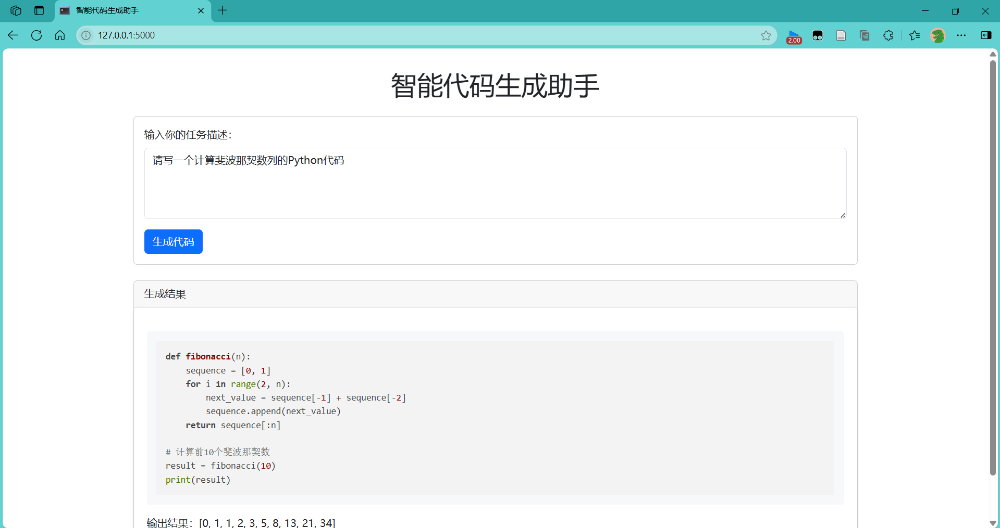 智能代码生成助手
127.0.0.1:5000
2.00
智能代码生成助手
输入你的任务描述：
请写一个计算斐波那契数列的Python代码
生成代码
生成结果
def fibonacci(n):
    sequence = [0, 1]
    for i in range(2, n):
        next_value = sequence[-1] + sequence[-2]
        sequence.append(next_value)
    return sequence[:n]
# 计算前10个斐波那契数
result = fibonacci(10)
print(result)
输出结果：[0, 1, 1, 2, 3, 5, 8, 13, 21, 34]